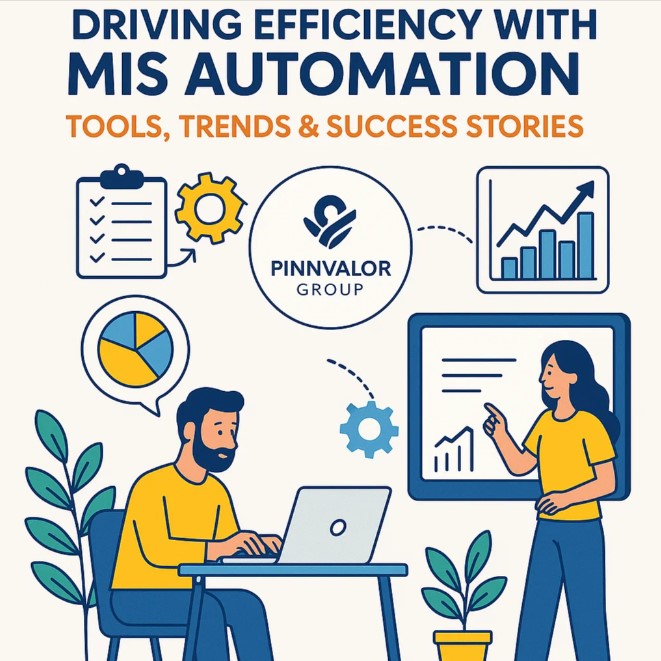 DRIVING EFFICIENCY WITH
MIS AUTOMATION
TOOLS, TRENDS & SUCCESS STORIES
PINNVALOR
GROUP